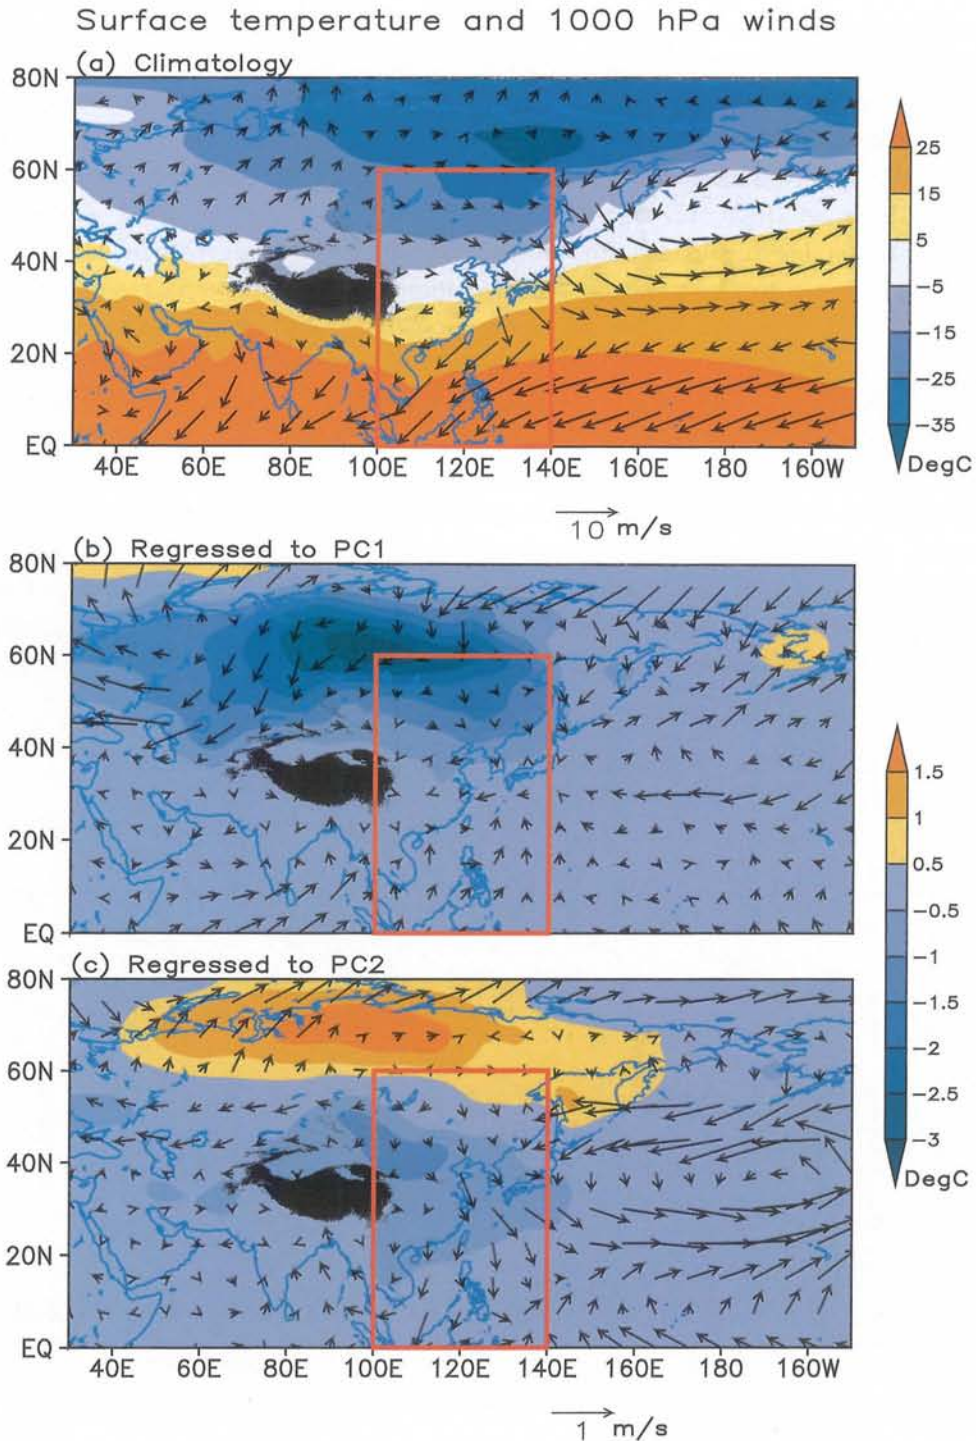 Surface temperature and 1000 hPa winds
(a) Climatology
80N
60N
40N
20N
EQ
40E 60E 80E 100E 120E 140E 160E 180 160W
25
15
5
-5
-15
-25
-35
DegC
10 m/s
(b) Regressed to PC1
80N
60N
40N
20N
EQ
1.5
1
0.5
-0.5
-1
-1.5
-2
-2.5
-3
DegC
(c) Regressed to PC2
80N
60N
40N
20N
EQ
40E 60E 80E 100E 120E 140E 160E 180 160W
1 m/s